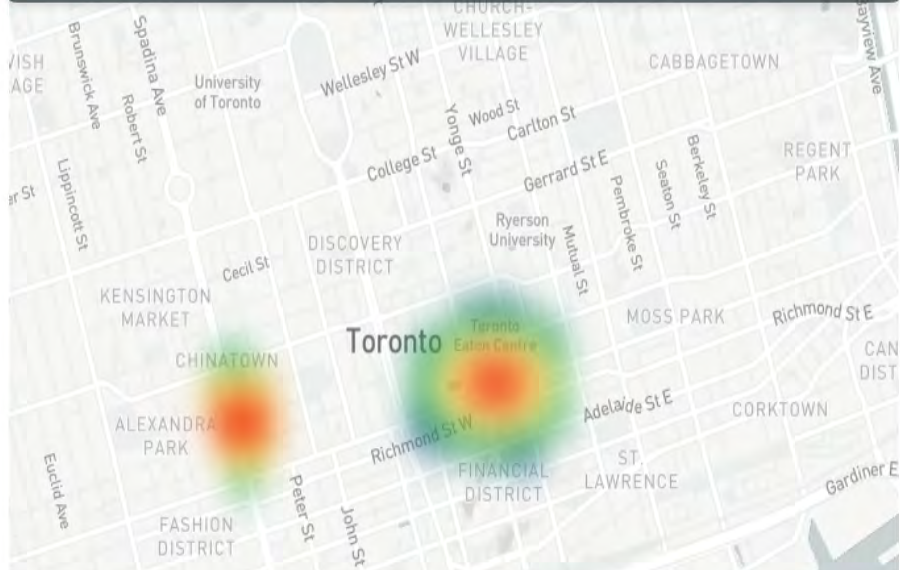 CHURCH-
WELLESLEY
VILLAGE
Bayview Ave
Spadina Ave
Brunswick Ave
Wellesley St W
CABBAGETOWN
University
of Toronto
Robert St
Yonge St
Wood St
Carlton St
College St
Gerrard St E
Berkeley St
REGENT
PARK
Lippincott St
Pembroke St
Seaton St
Ryerson
University
Mutual St
DISCOVERY
DISTRICT
Cecil St
KENSINGTON
MARKET
MOSS PARK
Richmond St E
Toronto
Toronto
Eaton Centre
CHINATOWN
CAN
DIST
Adelaide St E
CORKTOWN
ALEXANDRA
PARK
Richmond St W
FINANCIAL
DISTRICT
ST.
LAWRENCE
Gardiner E
Euclid Ave
Peter St
John St
FASHION
DISTRICT